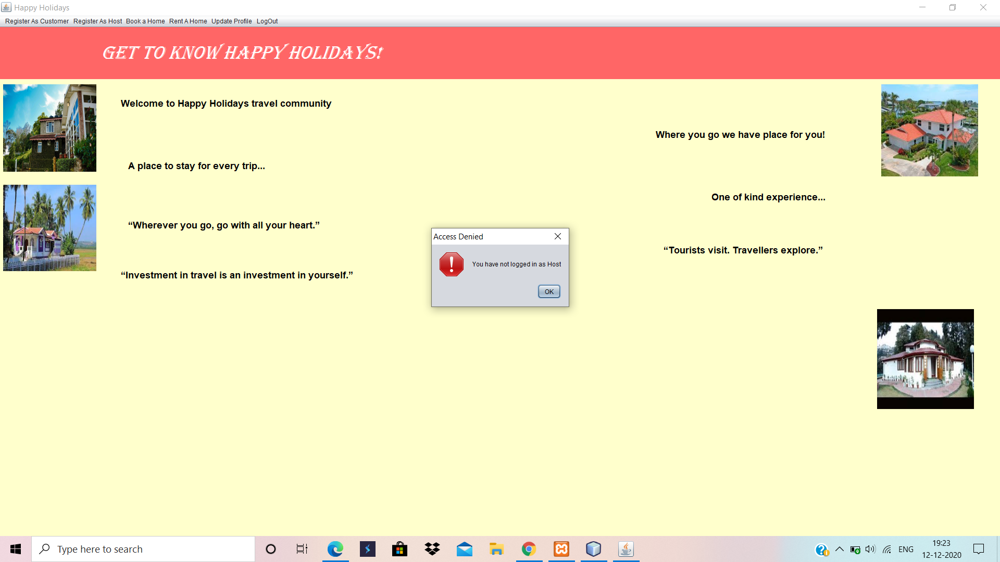 Happy Holidays
Register As Customer Register As Host Book a Home Rent A Home Update Profile LogOut
GET TO KNOW HAPPY HOLIDAYS!
Welcome to Happy Holidays travel community
Where you go we have place for you!
A place to stay for every trip...
One of kind experience...
“Wherever you go, go with all your heart.”
Access Denied
“Tourists visit. Travellers explore.”
You have not logged in as Host
“Investment in travel is an investment in yourself.”
OK
Type here to search
ENG
19:23
12-12-2020